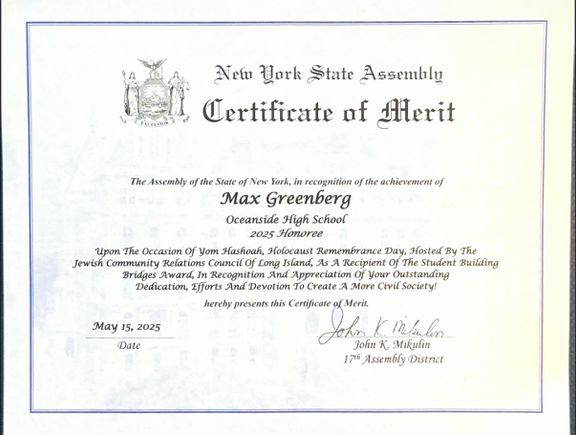 New York State Assembly
Certificate of Merit
EXCELSIOR
The Assembly of the State of New York, in recognition of the achievement of
Max Greenberg
Oceanside High School
2025 Honoree
Upon The Occasion Of Yom Hashoah, Holocaust Remembrance Day, Hosted By The
Jewish Community Relations Council Of Long Island, As A Recipient Of The Student Building
Bridges Award, In Recognition And Appreciation Of Your Outstanding
Dedication, Efforts And Devotion To Create A More Civil Society!
hereby presents this Certificate of Merit.
May 15, 2025
Date
John K. Mikulin
John K. Mikulin
17th Assembly District